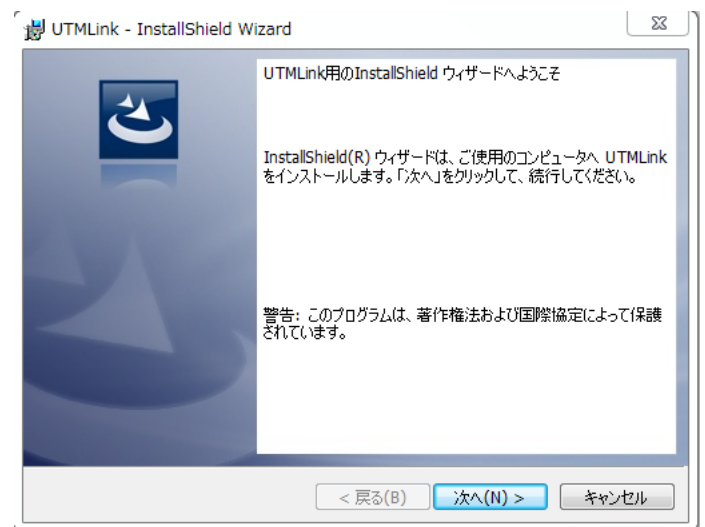 UTMLink - InstallShield Wizard
UTMLink用のInstallShield ウィザードへようこそ
InstallShield(R) ウィザードは、ご使用のコンピュータへ UTMLink
をインストールします。「次へ」をクリックして、続行してください。
警告: このプログラムは、著作権法および国際協定によって保護
されています。
< 戻る(B) 次へ(N) > キャンセル